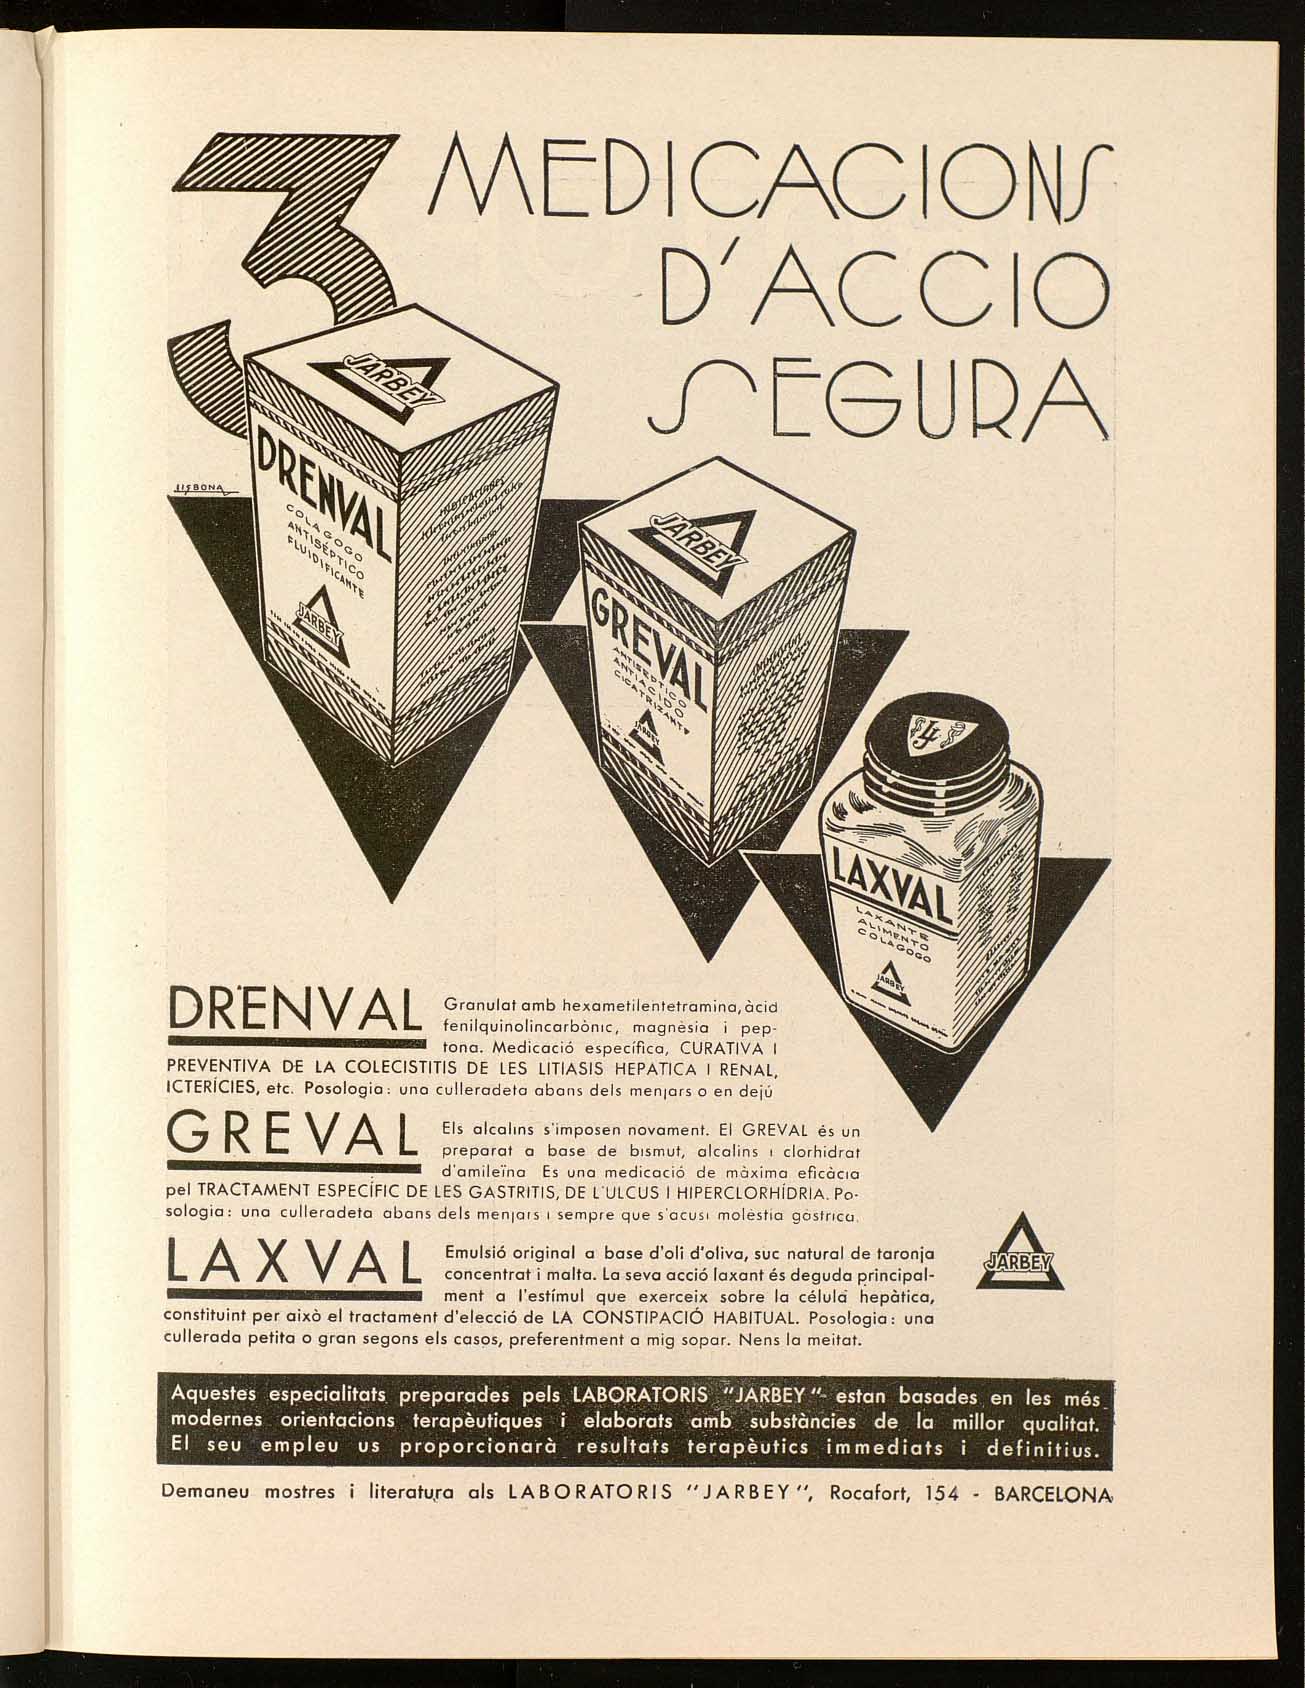 3 MEDICACIONS
D'ACCIO
SEGURA
JARBEY
DRENVAL
COLAGOGO
ANTISÉPTICO
FLUIDIFICANTE
JARBEY
LISBONA
JARBEY
GREVAL
ANTISEPTICO
ANTIACIDO
CICATRIZANTE
JARBEY
LJ
LAXVAL
LAXANTE
ALIMENTO
COLAGOGO
JARBEY
DRENVAL
Granulat amb hexametilentetramina, àcid
fenilquinolincarbònic, magnèsia i pep-
tona. Medicació específica, CURATIVA I
PREVENTIVA DE LA COLECISTITIS DE LES LITIASIS HEPATICA I RENAL,
ICTERÍCIES, etc. Posologia: una culleradeta abans dels menjars o en dejú
GREVAL
Els alcalins s'imposen novament. El GREVAL és un
preparat a base de bismut, alcalins i clorhidrat
d'amileïna Es una medicació de màxima eficàcia
pel TRACTAMENT ESPECÍFIC DE LES GASTRITIS, DE L'ULCUS I HIPERCLORHÍDRIA. Po-
sologia: una culleradeta abans dels menjars i sempre que s'acusi molèstia gàstrica.
LAXVAL
Emulsió original a base d'oli d'oliva, suc natural de taronja
concentrat i malta. La seva acció laxant és deguda principal-
ment a l'estímul que exerceix sobre la célula hepàtica,
constituint per això el tractament d'elecció de LA CONSTIPACIÓ HABITUAL. Posologia: una
cullerada petita o gran segons els casos, preferentment a mig sopar. Nens la meitat.
JARBEY
Aquestes especialitats preparades pels LABORATORIS "JARBEY"- estan basades en les més
modernes orientacions terapèutiques i elaborats amb substàncies de la millor qualitat.
El seu empleu us proporcionarà resultats terapèutics immediats i definitius.
Demaneu mostres i literatura als LABORATORIS "JARBEY", Rocafort, 154 - BARCELONA